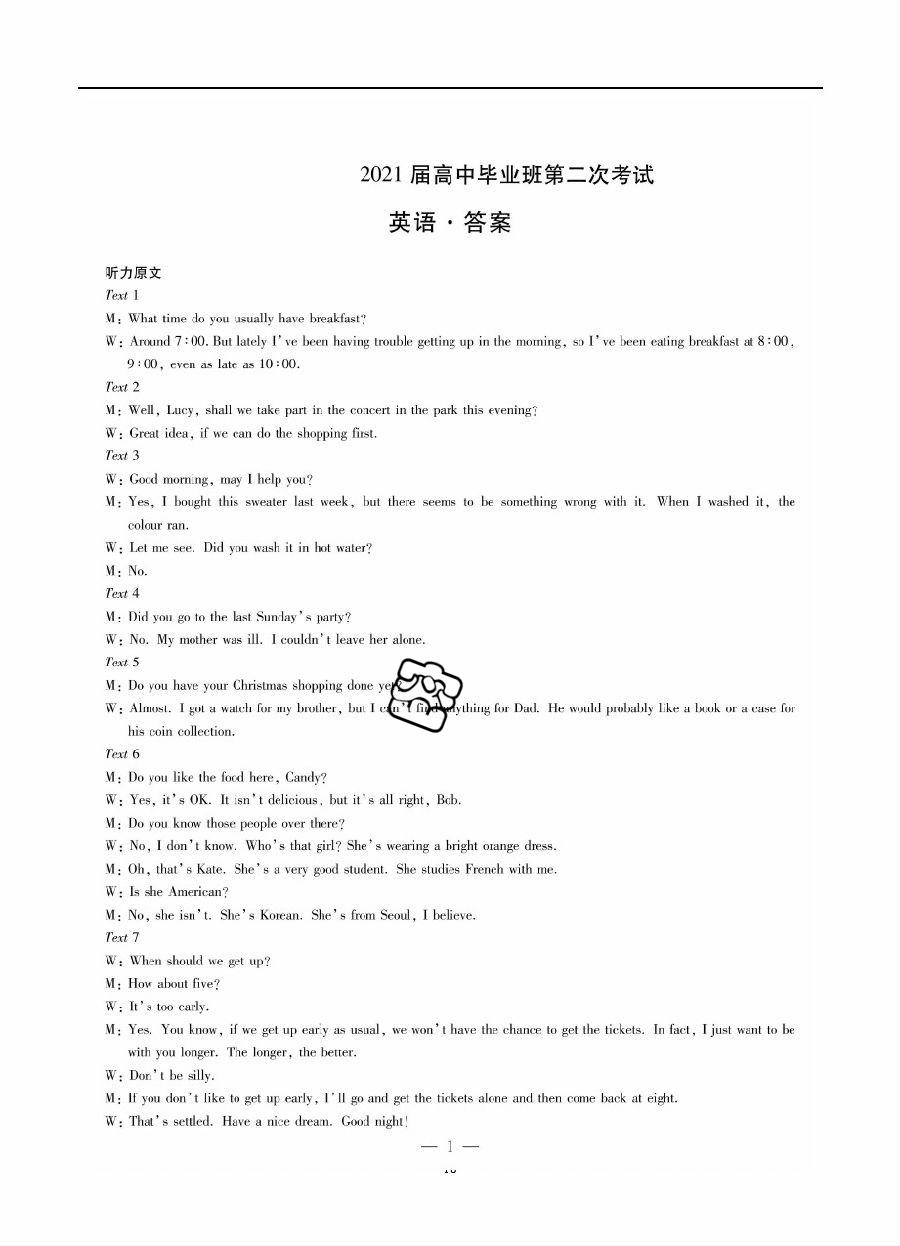 2021 届高中毕业班第二次考试
英语·答案
听力原文
Text 1
M: What time do you usually have breakfast?
W: Around 7:00. But lately I've been having trouble getting up in the morning, so I've been eating breakfast at 8:00,
9:00, even as late as 10:00.
Text 2
M: Well, Lucy, shall we take part in the concert in the park this evening?
W: Great idea, if we can do the shopping first.
Text 3
W: Good morning, may I help you?
M: Yes, I bought this sweater last week, but there seems to be something wrong with it. When I washed it, the
colour ran.
W: Let me see. Did you wash it in hot water?
M: No.
Text 4
M: Did you go to the last Sunday's party?
W: No. My mother was ill. I couldn't leave her alone.
Text 5
M: Do you have your Christmas shopping done yet?
W: Almost. I got a watch for my brother, but I can't find anything for Dad. He would probably like a book or a case for
his coin collection.
Text 6
M: Do you like the food here, Candy?
W: Yes, it's OK. It isn't delicious, but it's all right, Bob.
M: Do you know those people over there?
W: No, I don't know. Who's that girl? She's wearing a bright orange dress.
M: Oh, that's Kate. She's a very good student. She studies French with me.
W: Is she American?
M: No, she isn't. She's Korean. She's from Seoul, I believe.
Text 7
W: When should we get up?
M: How about five?
W: It's too early.
M: Yes. You know, if we get up early as usual, we won't have the chance to get the tickets. In fact, I just want to be
with you longer. The longer, the better.
W: Don't be silly.
M: If you don't like to get up early, I'll go and get the tickets alone and then come back at eight.
W: That's settled. Have a nice dream. Good night!
— 1 —